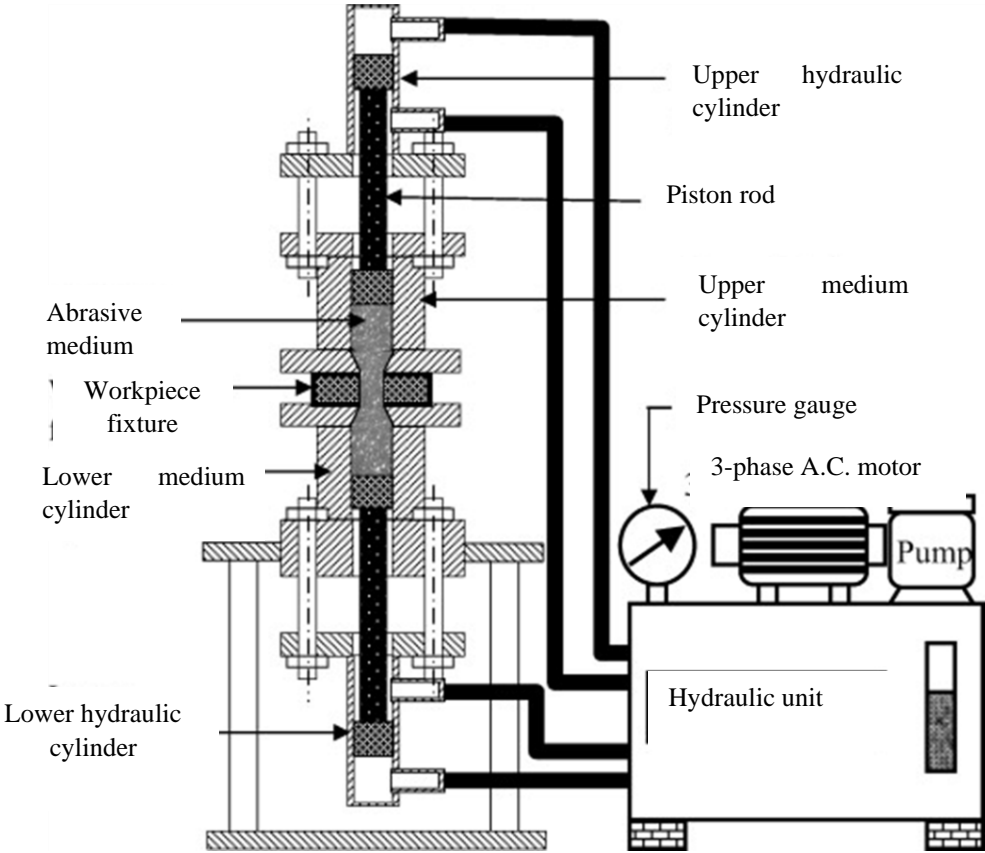 Upper hydraulic
cylinder
Piston rod
Upper medium
cylinder
Abrasive
medium
Workpiece
fixture
Lower medium
cylinder
Pressure gauge
3-phase A.C. motor
Pump
Hydraulic unit
Lower hydraulic
cylinder